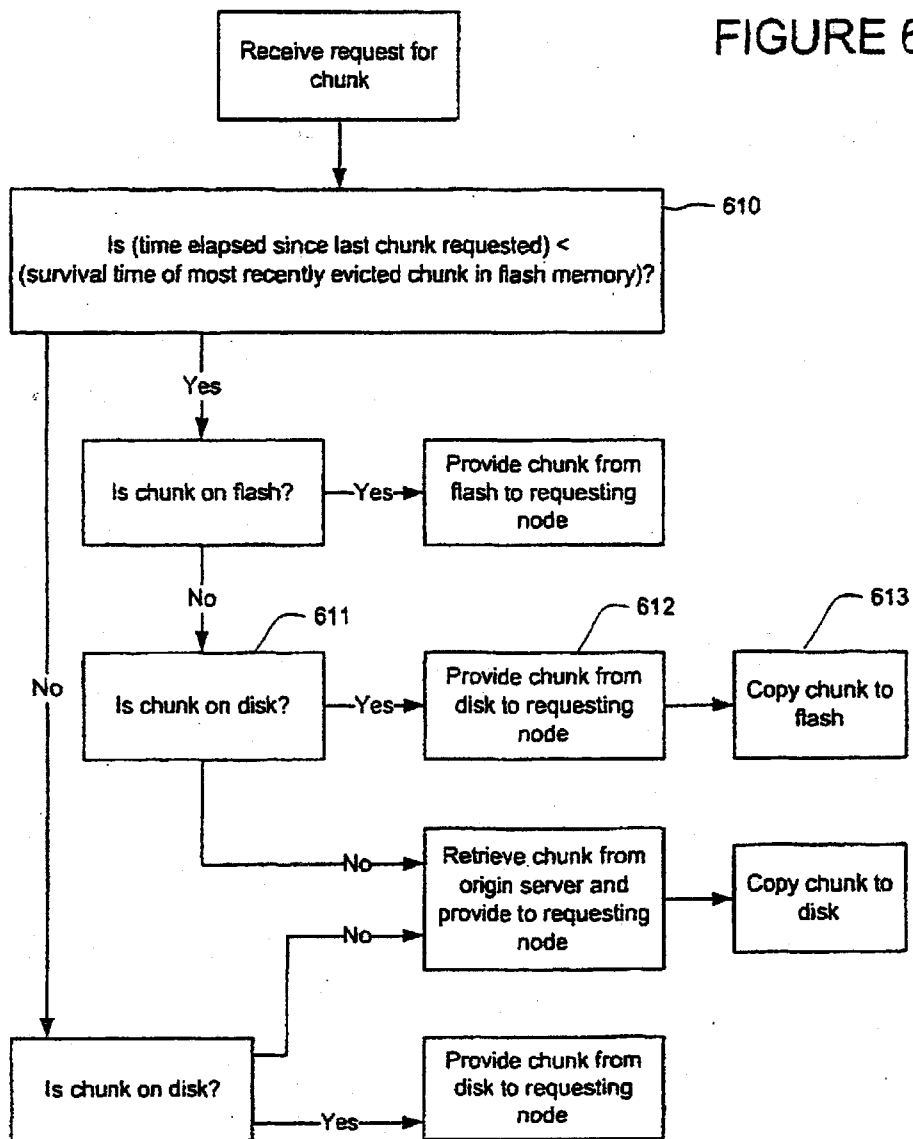 FIGURE 6
Receive request for
chunk
610
Is (time elapsed since last chunk requested) <
(survival time of most recently evicted chunk in flash memory)?
Yes
Is chunk on flash?
Yes
Provide chunk from
flash to requesting
node
No
611
612
613
No
Is chunk on disk?
Yes
Provide chunk from
disk to requesting
node
Copy chunk to
flash
No
Retrieve chunk from
origin server and
provide to requesting
node
Copy chunk to
disk
No
Is chunk on disk?
Yes
Provide chunk from
disk to requesting
node